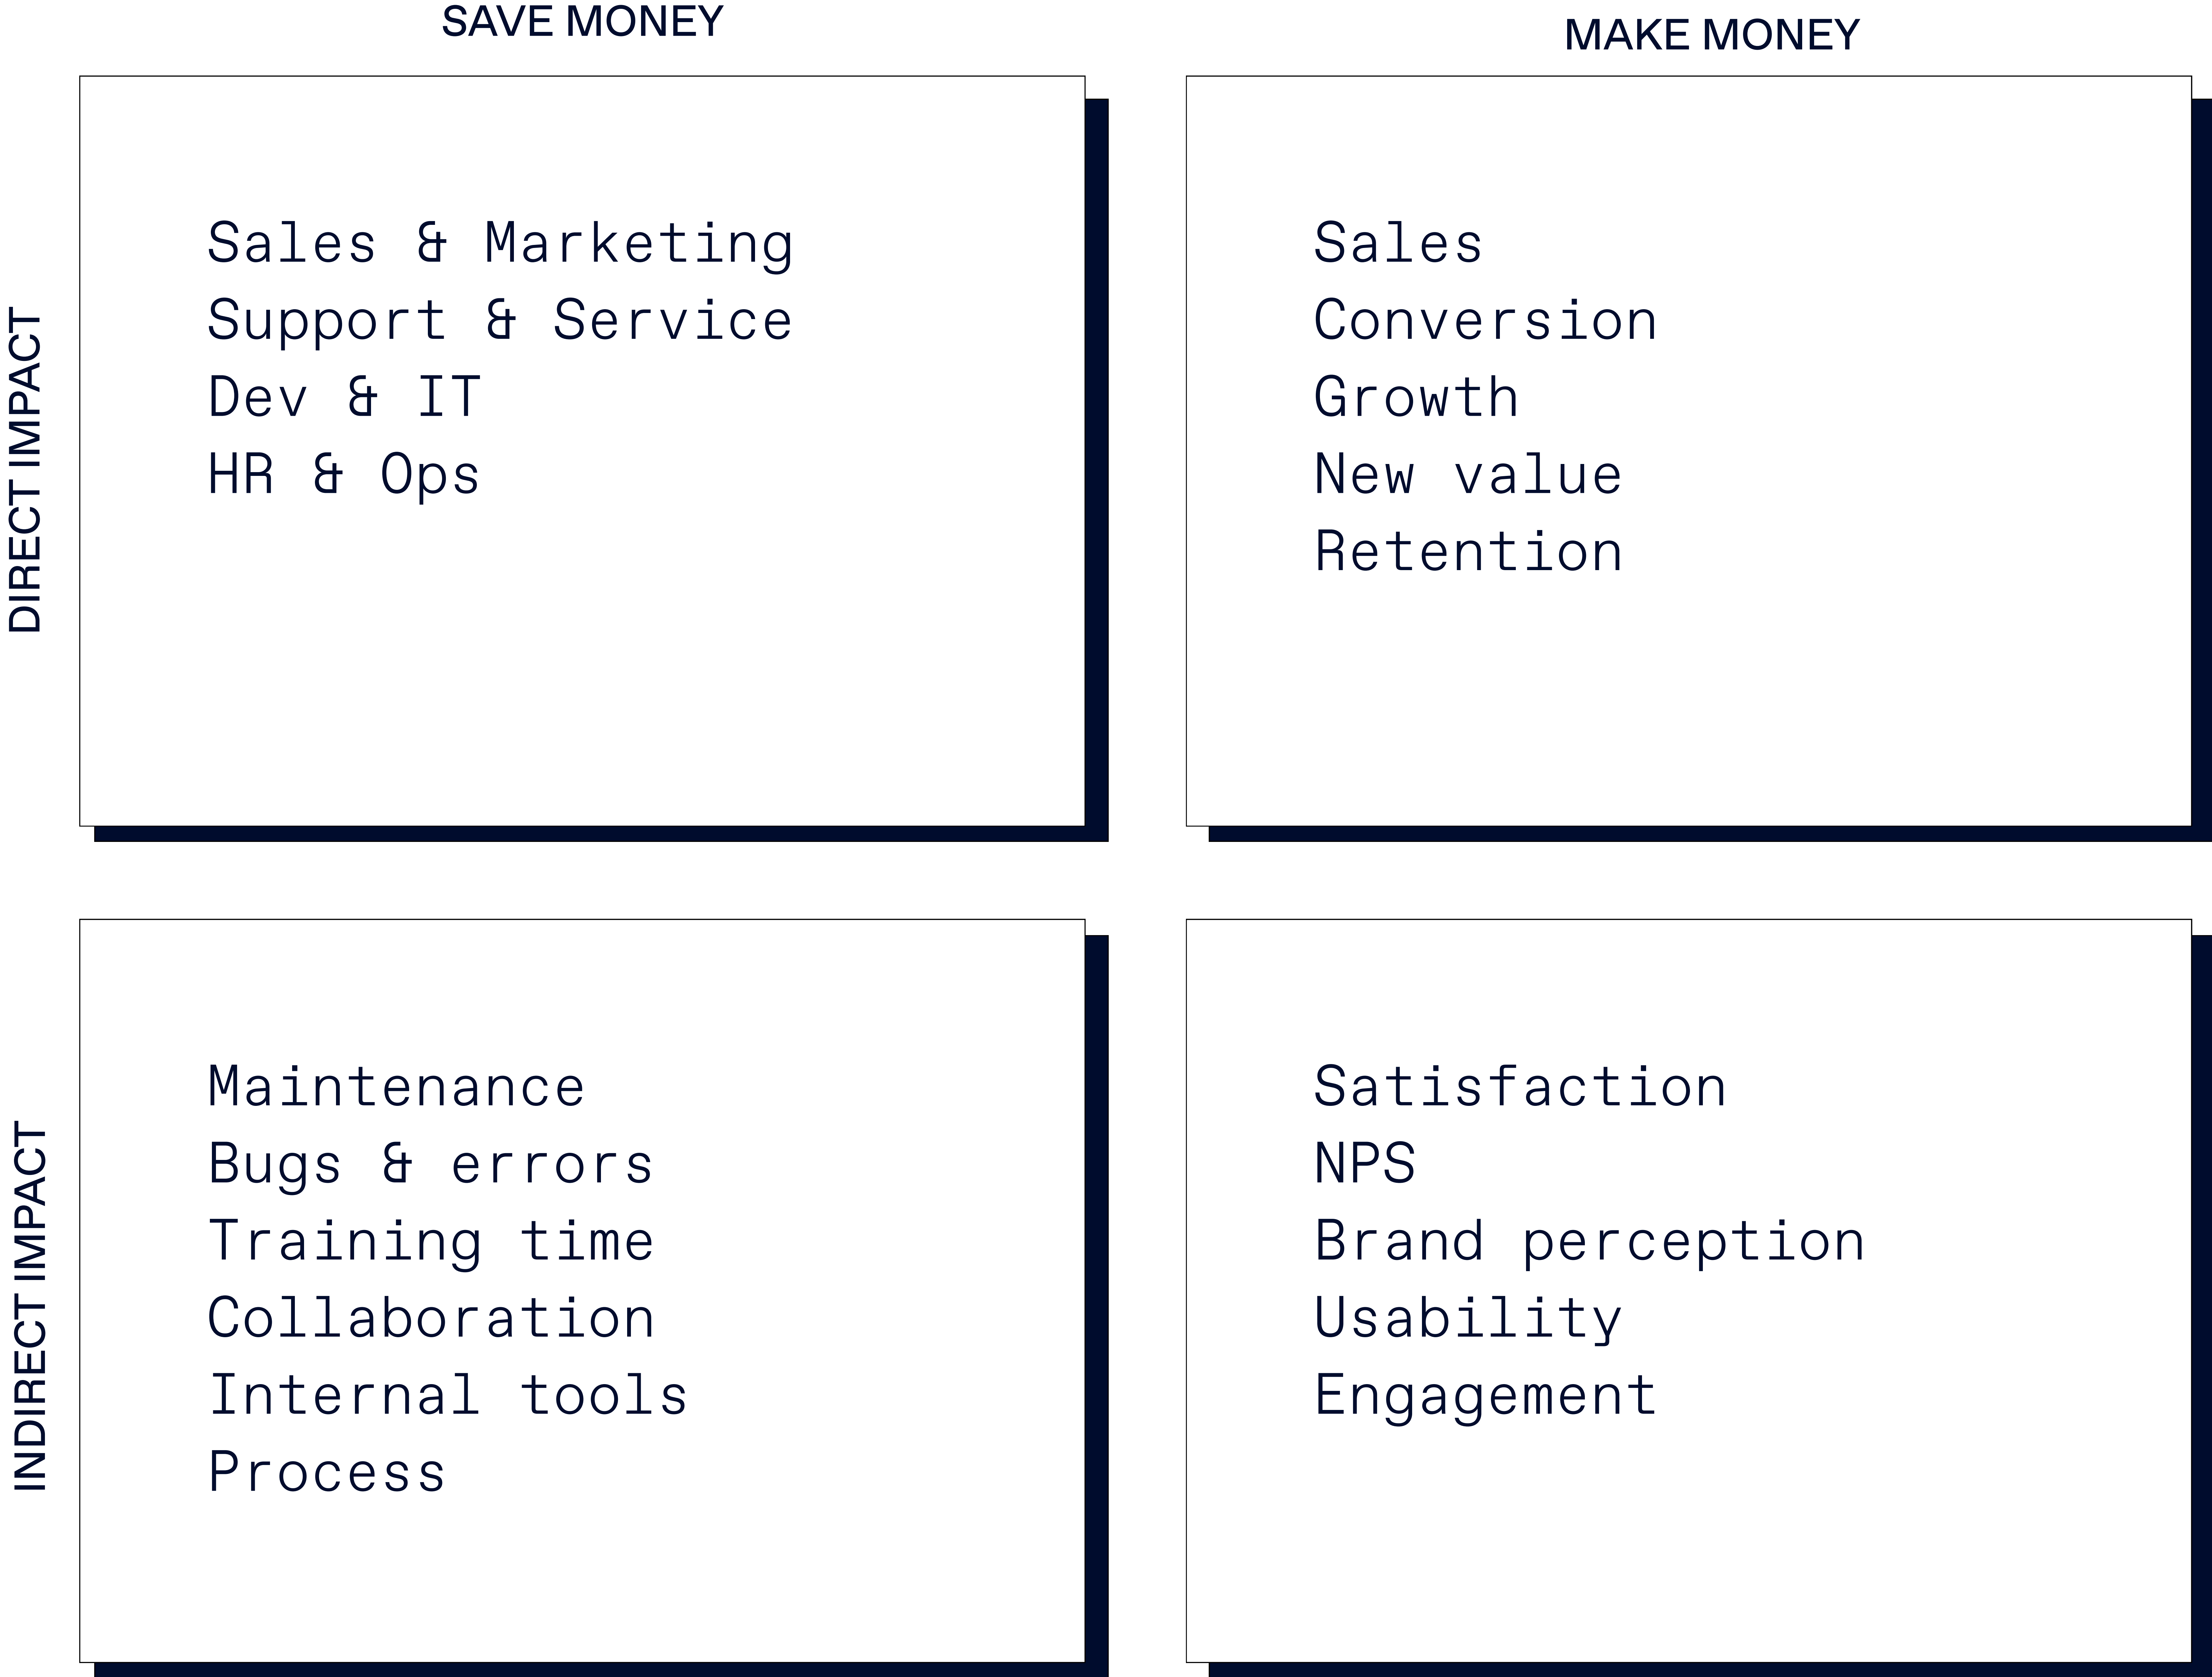 SAVE MONEY
MAKE MONEY
DIRECT IMPACT
Sales & Marketing
Support & Service
Dev & IT
HR & Ops
Sales
Conversion
Growth
New value
Retention
INDIRECT IMPACT
Maintenance
Bugs & errors
Training time
Collaboration
Internal tools
Process
Satisfaction
NPS
Brand perception
Usability
Engagement